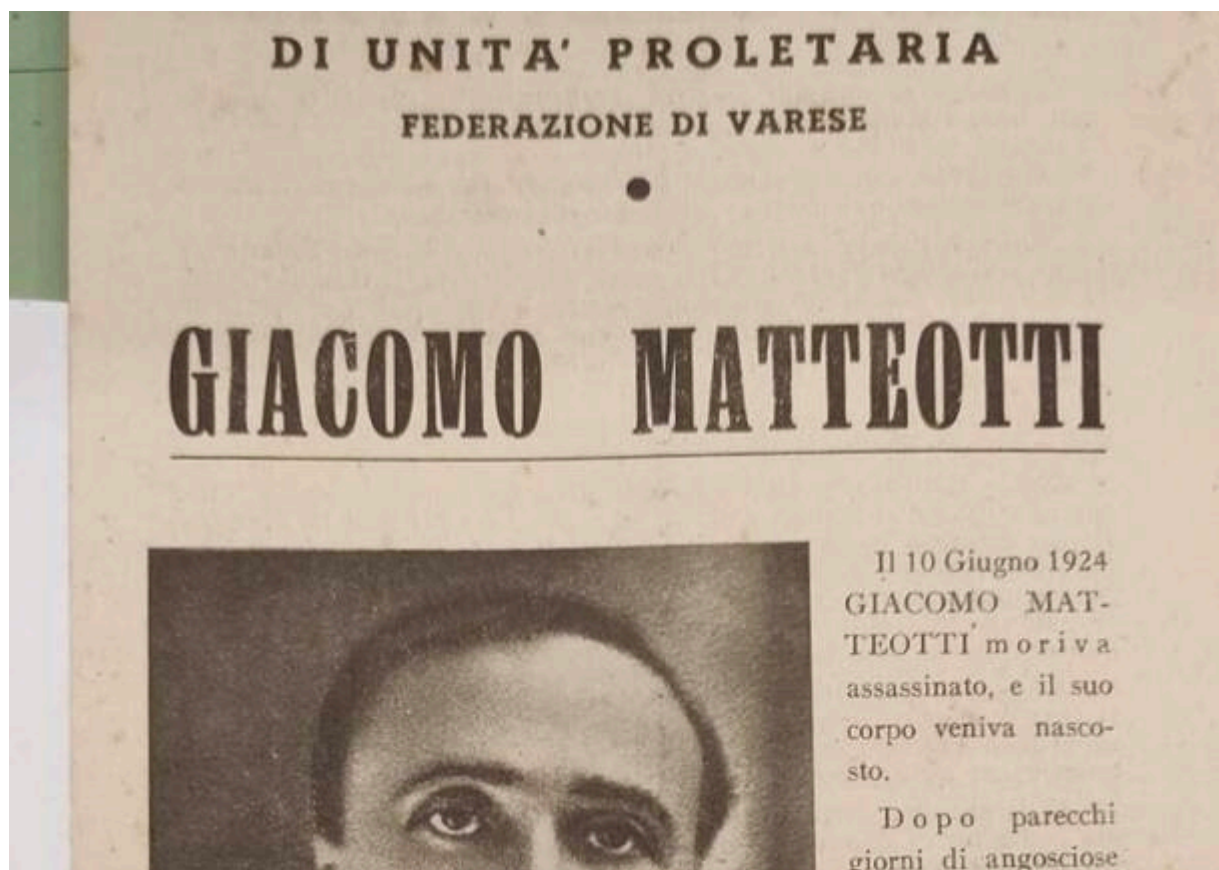 DI UNITA' PROLETARIA
FEDERAZIONE DI VARESE
GIACOMO MATTEOTTI
Il 10 Giugno 1924
GIACOMO MAT-
TEOTTI moriva
assassinato, e il suo
corpo veniva nasco-
sto.
Dopo parecchi
giorni di angosciose